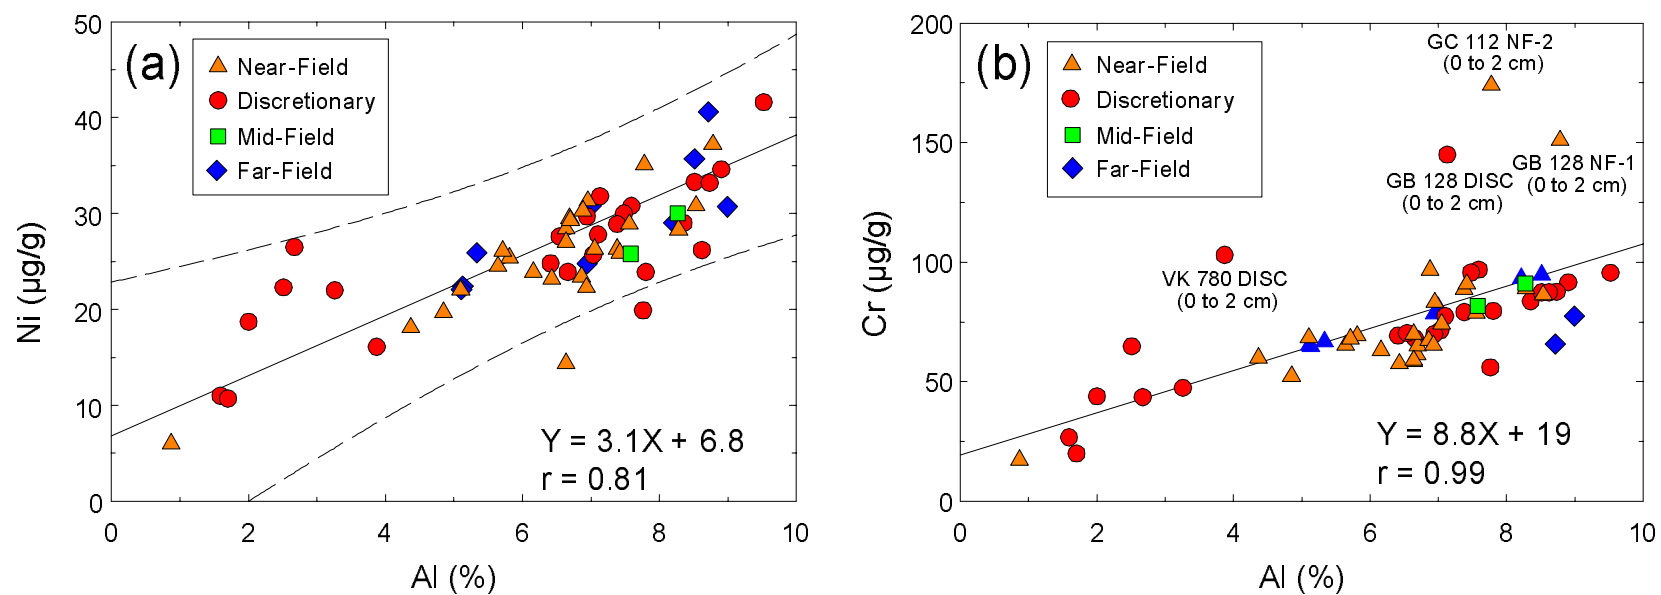 (a)
Near-Field
Discretionary
Mid-Field
Far-Field
50
40
30
20
10
0
Ni (µg/g)
Y = 3.1X + 6.8
r = 0.81
0 2 4 6 8 10
Al (%)
(b)
Near-Field
Discretionary
Mid-Field
Far-Field
200
150
100
50
0
Cr (µg/g)
GC 112 NF-2
(0 to 2 cm)
GB 128 NF-1
(0 to 2 cm)
GB 128 DISC
(0 to 2 cm)
VK 780 DISC
(0 to 2 cm)
Y = 8.8X + 19
r = 0.99
0 2 4 6 8 10
Al (%)